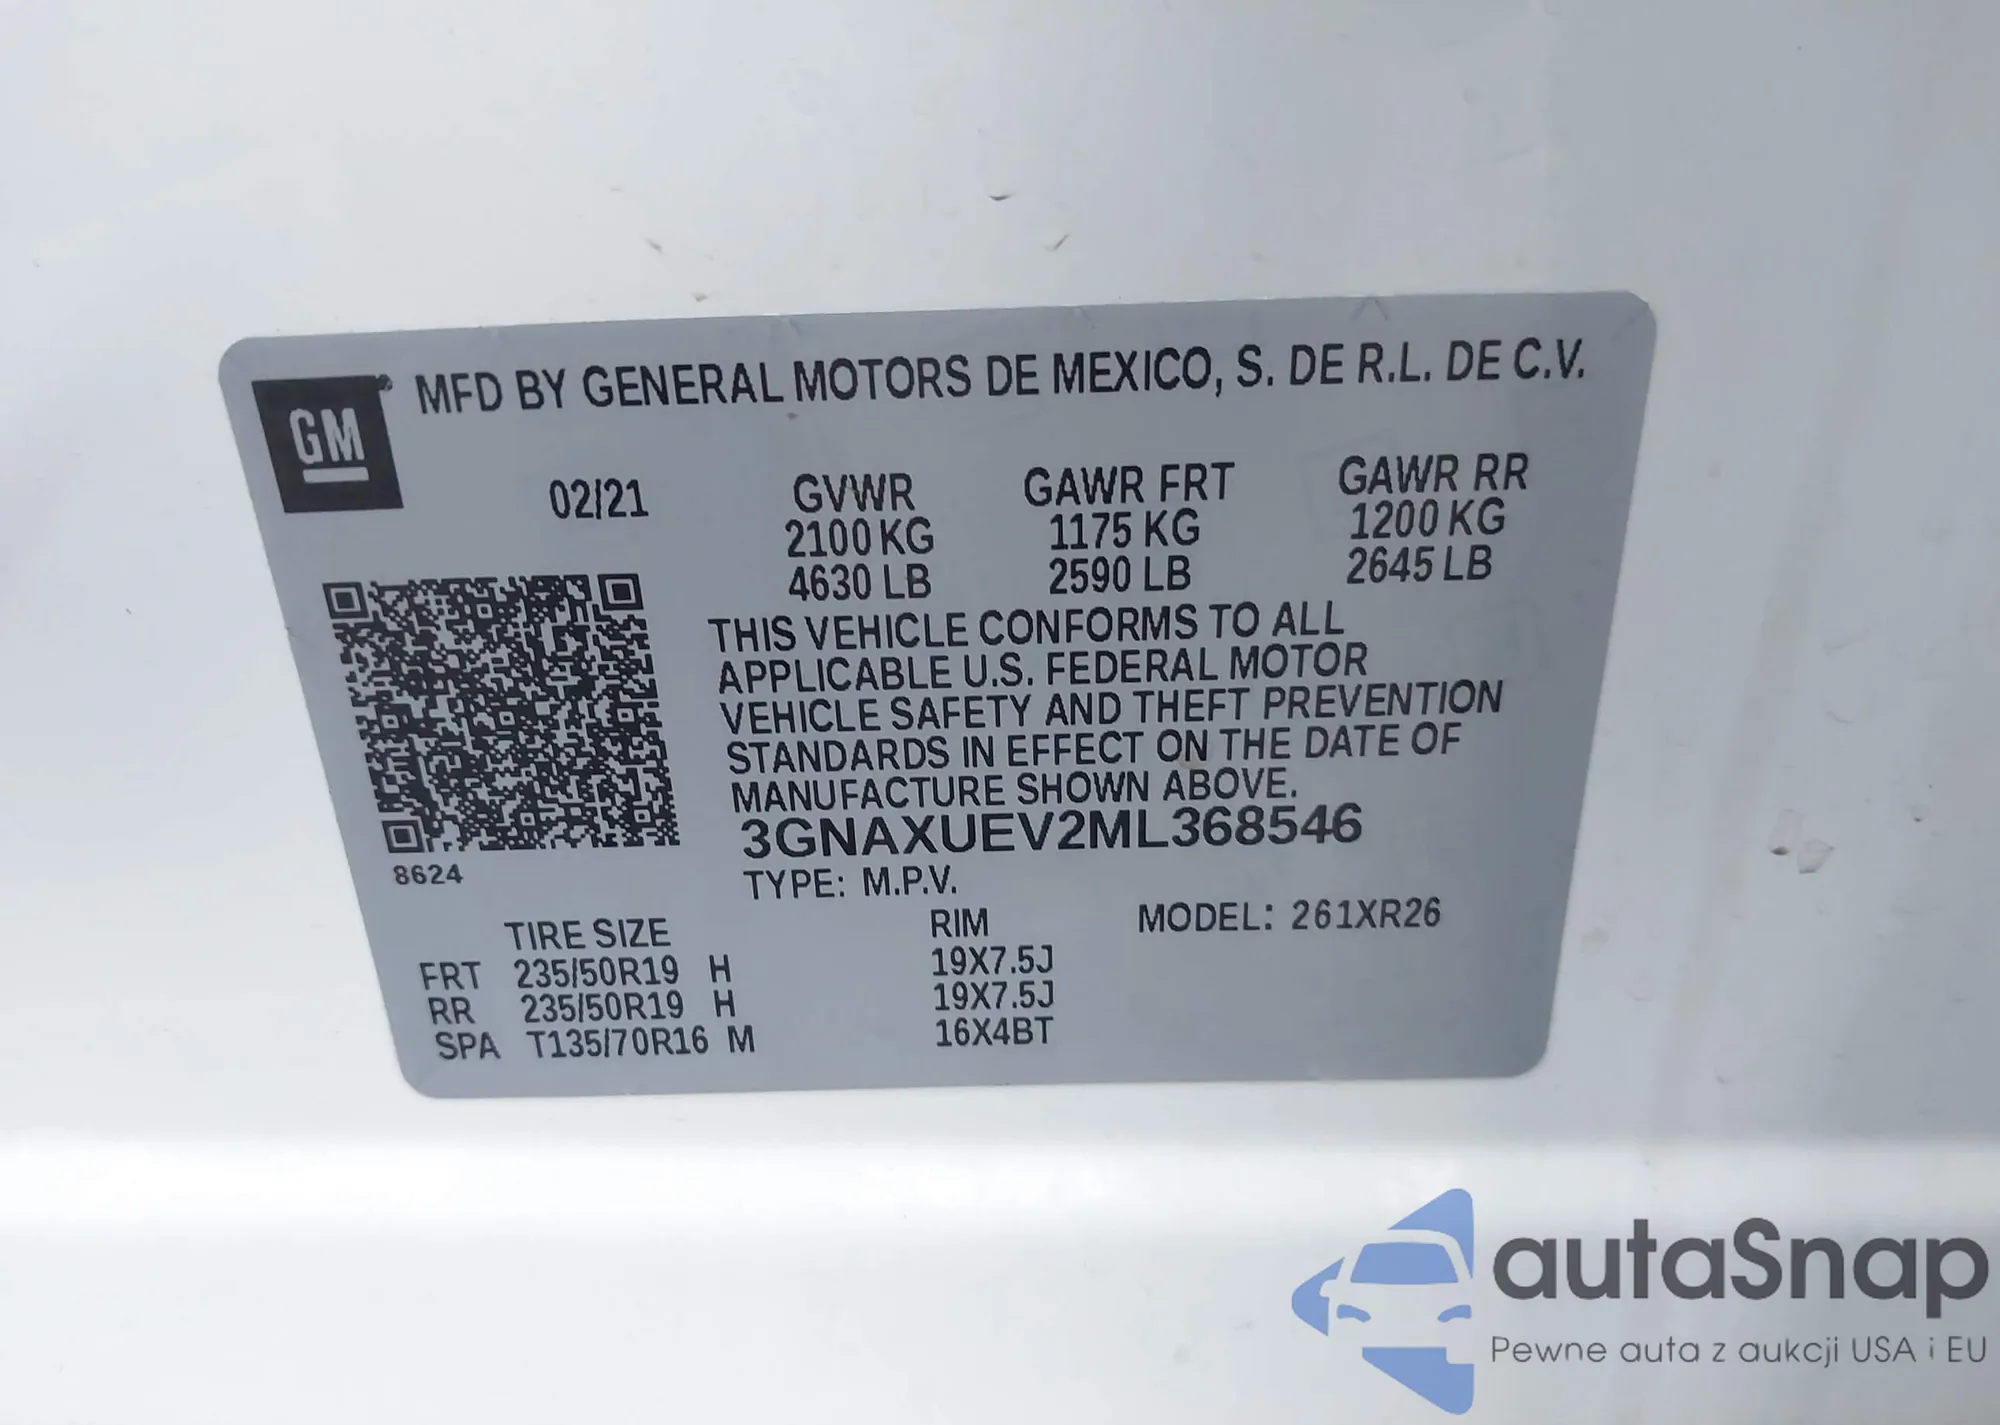 GM
MFD BY GENERAL MOTORS DE MEXICO, S. DE R.L. DE C.V.
02/21 GVWR GAWR FRT GAWR RR
2100 KG 1175 KG 1200 KG
4630 LB 2590 LB 2645 LB
THIS VEHICLE CONFORMS TO ALL
APPLICABLE U.S. FEDERAL MOTOR
VEHICLE SAFETY AND THEFT PREVENTION
STANDARDS IN EFFECT ON THE DATE OF
MANUFACTURE SHOWN ABOVE.
3GNAXUEV2ML368546
8624
TYPE: M.P.V.
TIRE SIZE RIM MODEL: 261XR26
FRT 235/50R19 H 19X7.5J
RR 235/50R19 H 19X7.5J
SPA T135/70R16 M 16X4BT
autaSnap
Pewne auta z aukcji USA i EU